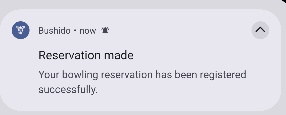 Bushido • now
Reservation made
Your bowling reservation has been registered
successfully.